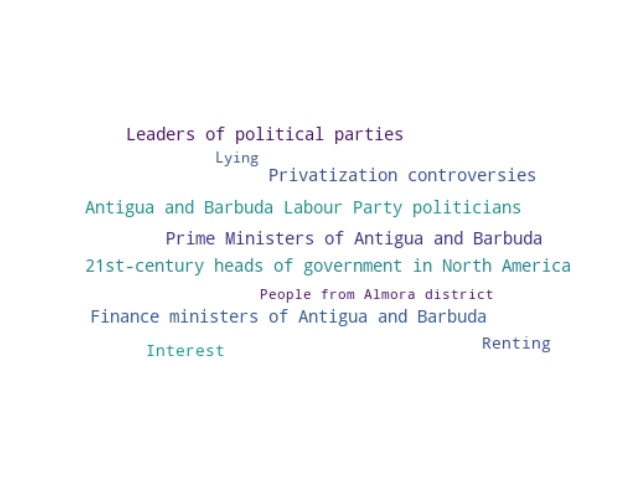 Leaders of political parties
Lying
Privatization controversies
Antigua and Barbuda Labour Party politicians
Prime Ministers of Antigua and Barbuda
21st-century heads of government in North America
People from Almora district
Finance ministers of Antigua and Barbuda
Renting
Interest